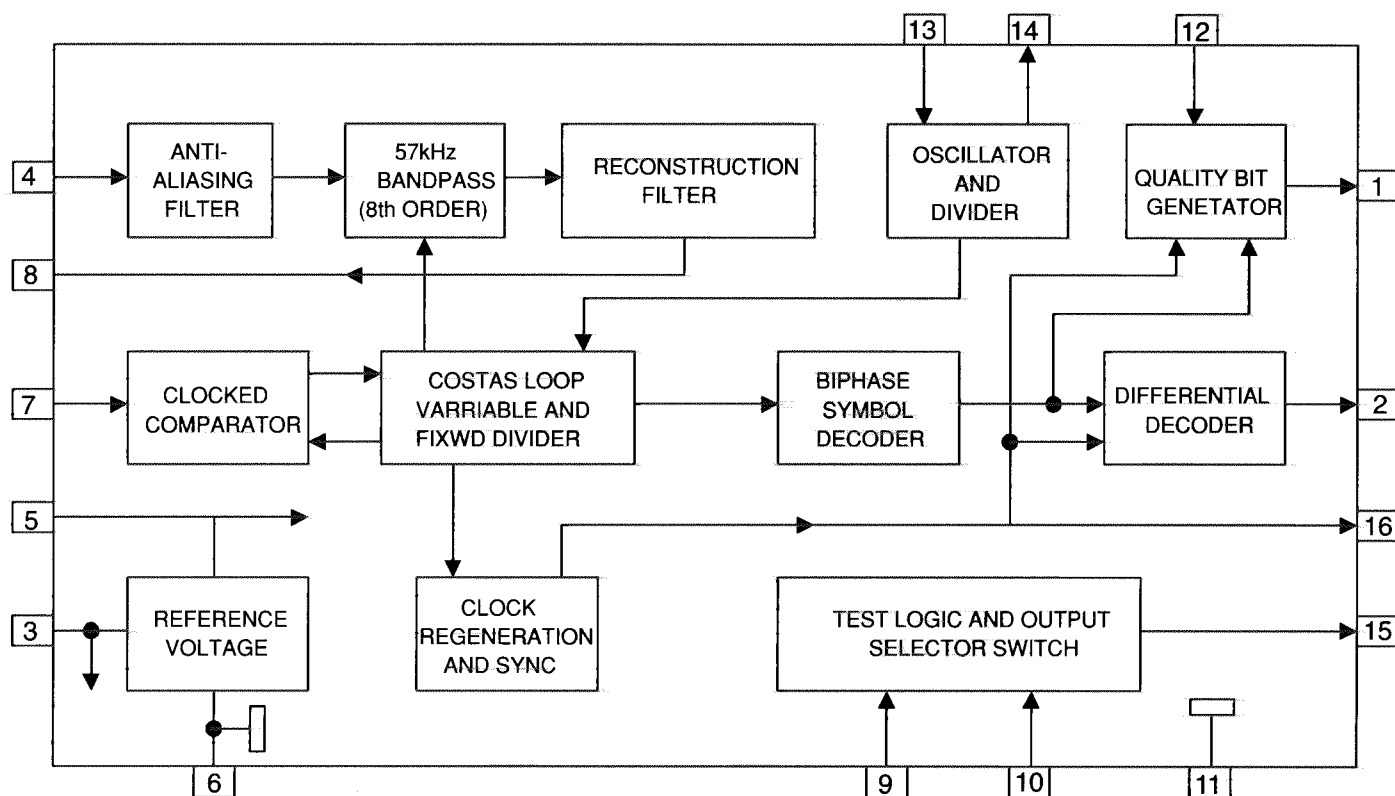 13
14
12
4
ANTI-
ALIASING
FILTER
57kHz
BANDPASS
(8th ORDER)
RECONSTRUCTION
FILTER
OSCILLATOR
AND
DIVIDER
QUALITY BIT
GENETATOR
1
8
7
CLOCKED
COMPARATOR
COSTAS LOOP
VARRIABLE AND
FIXWD DIVIDER
BIPHASE
SYMBOL
DECODER
DIFFERENTIAL
DECODER
2
5
16
3
REFERENCE
VOLTAGE
CLOCK
REGENERATION
AND SYNC
TEST LOGIC AND OUTPUT
SELECTOR SWITCH
15
6
9
10
11